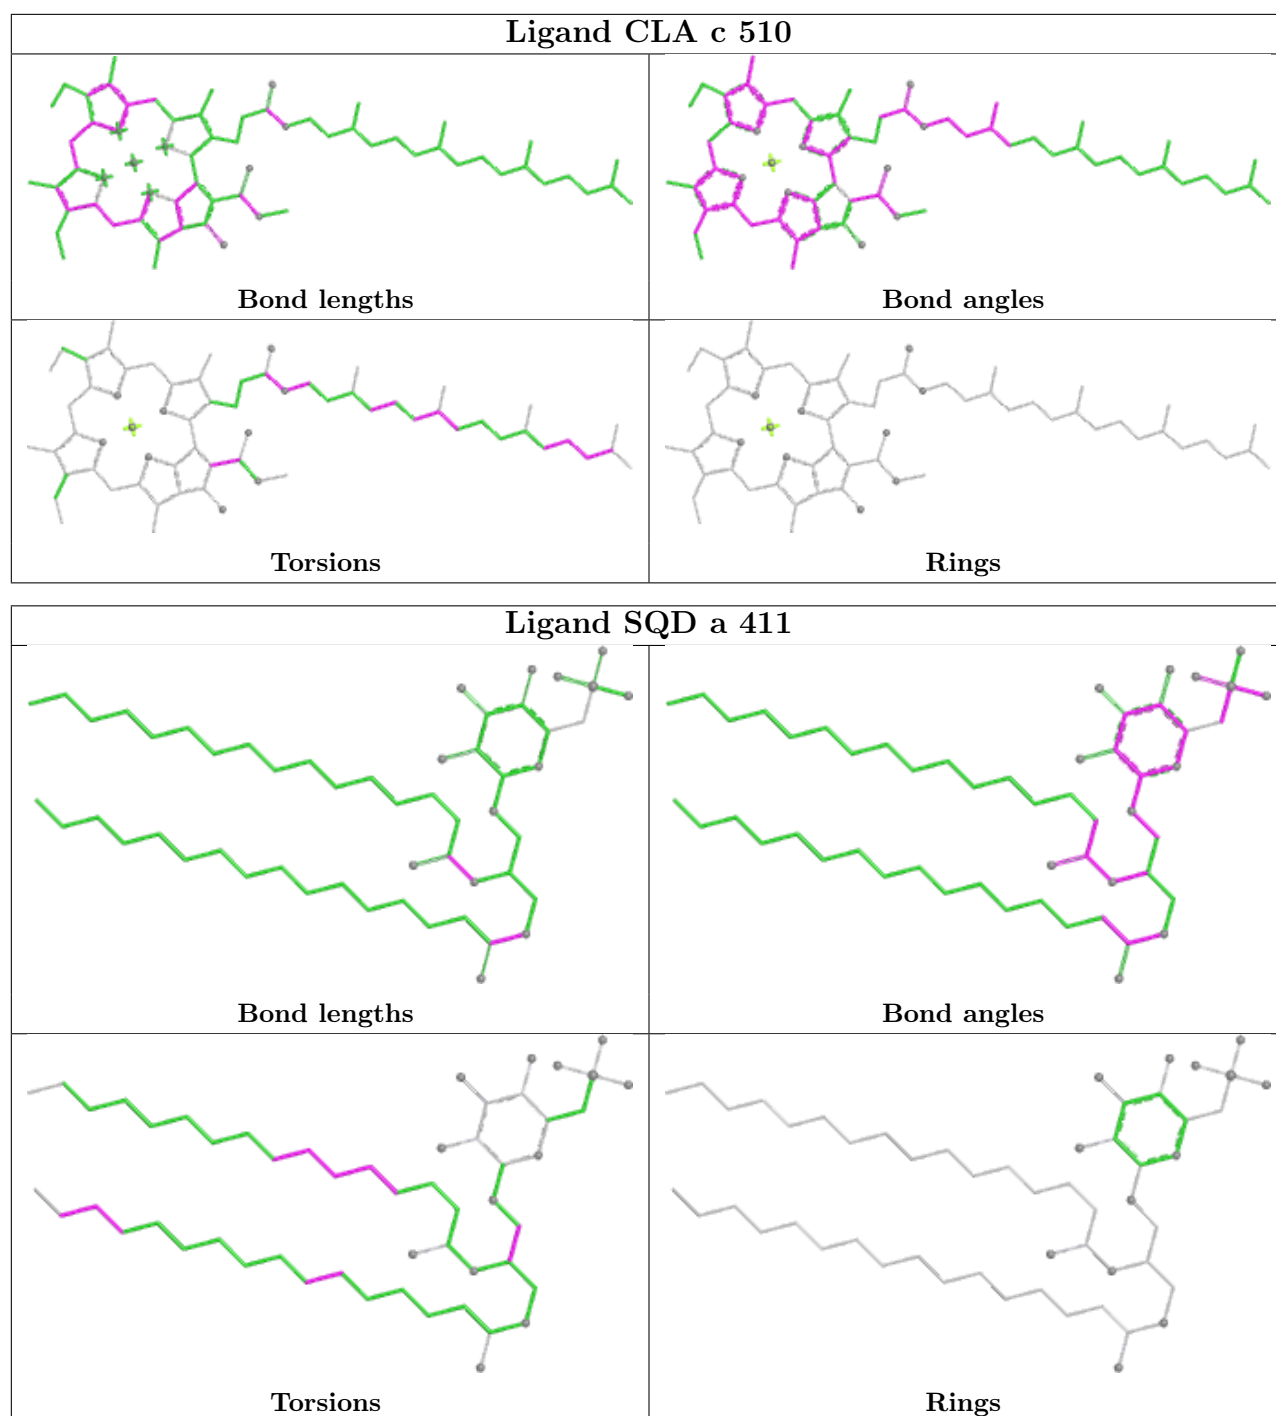 Ligand CLA c 510
Bond lengths
Bond angles
Torsions
Rings
Ligand SQD a 411
Bond lengths
Bond angles
Torsions
Rings